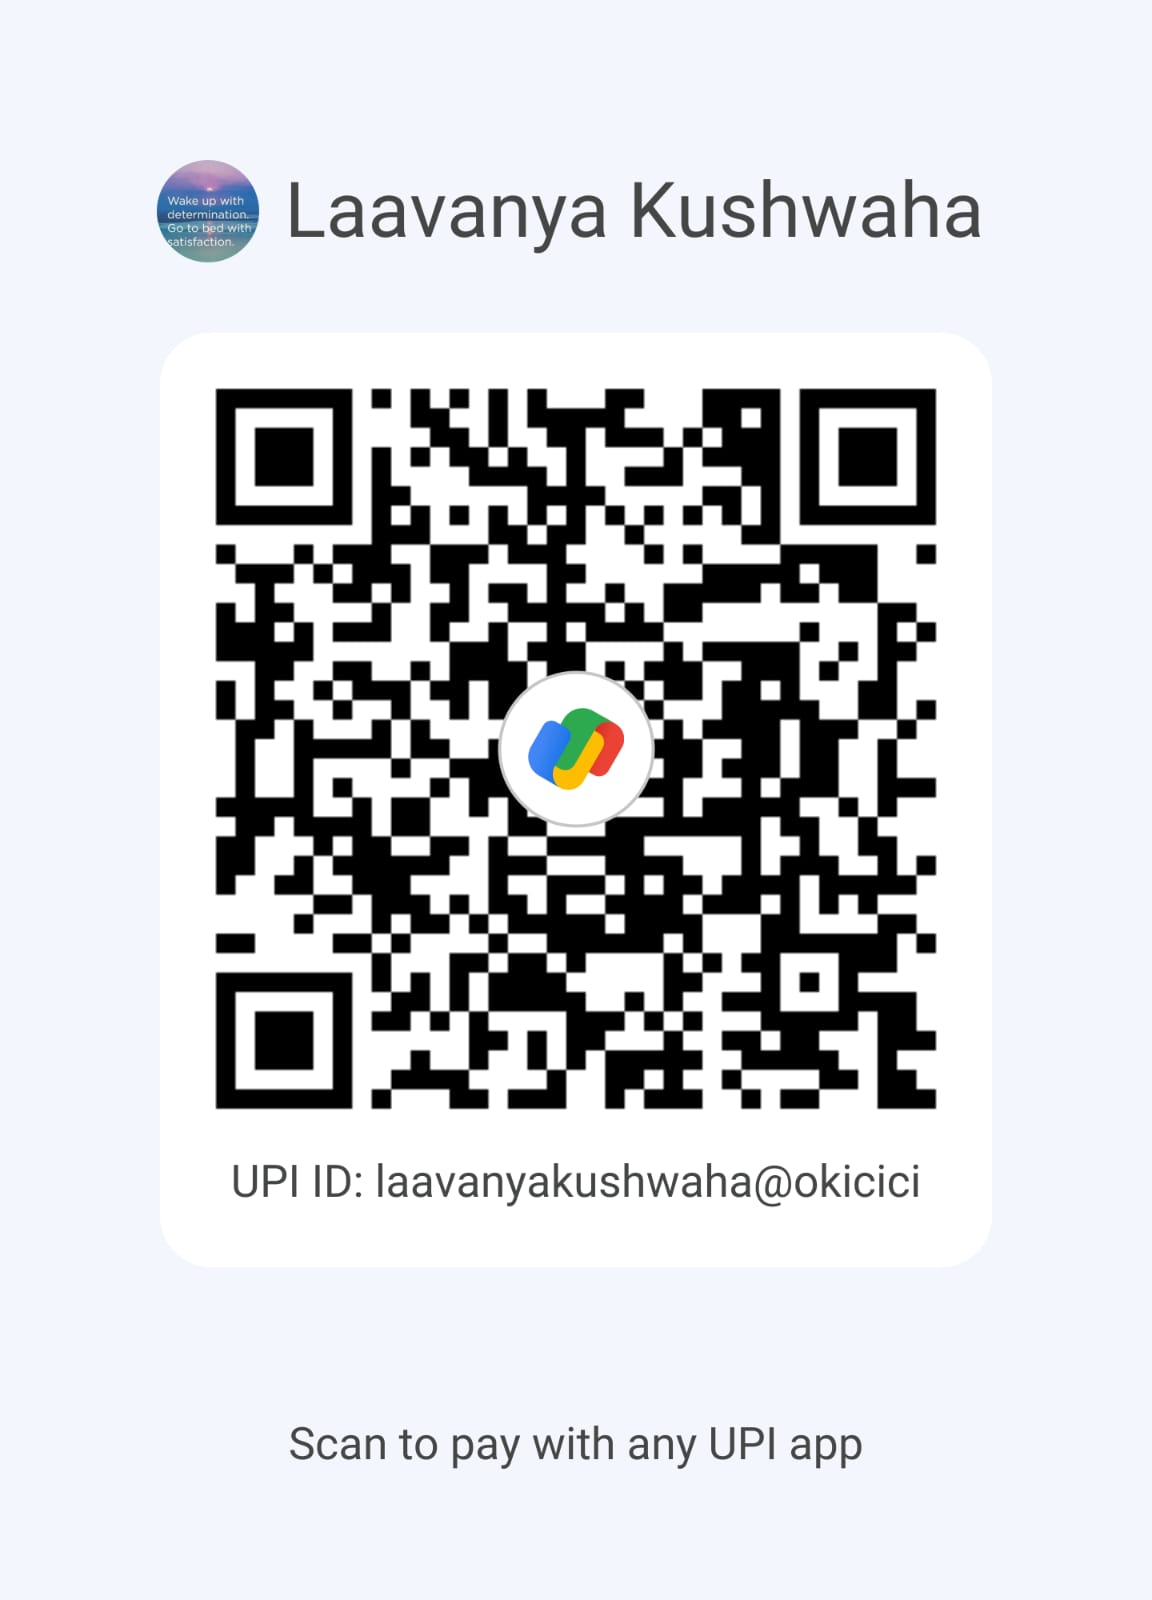 Wake up with
determination.
Go to bed with
satisfaction.
Laavanya Kushwaha
UPI ID: laavanyakushwaha@okicici
Scan to pay with any UPI app